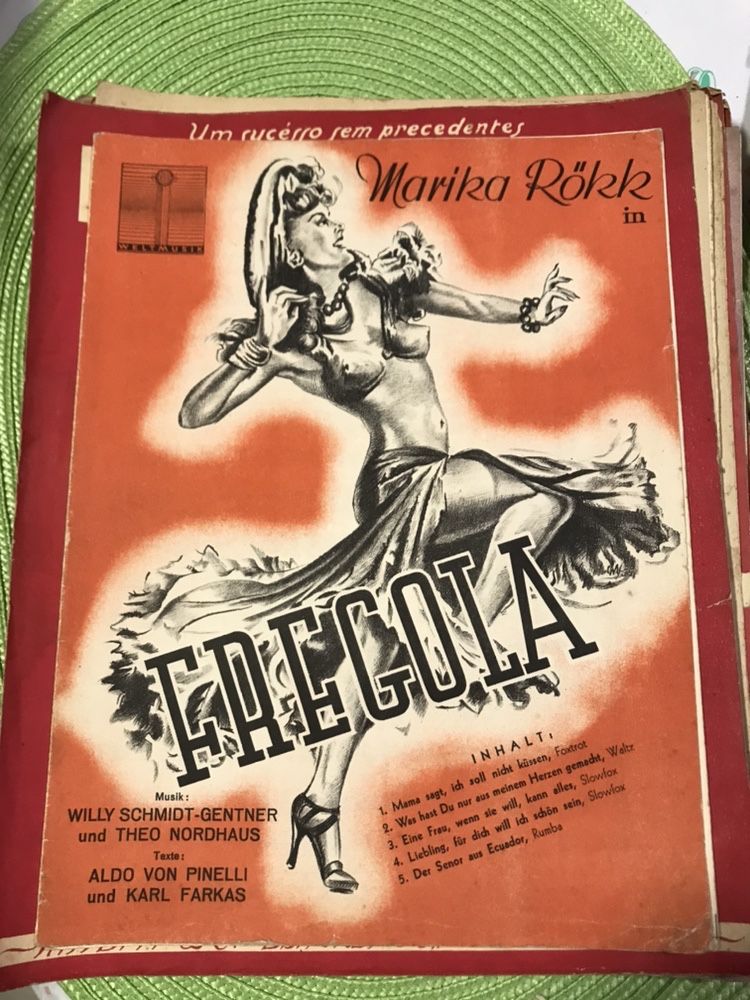 Um sucésso sem precedentes
WELTMUSIK
Marika Rökk
in
FREGOLA
INHALT:
1. Mama sagt, ich soll nicht küssen, Foxtrot
2. Was hast Du nur aus meinem Herzen gemacht, Waltz
3. Eine Frau, wenn sie will, kann alles, Slowfox
4. Liebling, für dich will ich schön sein, Slowfox
5. Der Senor aus Ecuador, Rumba
Musik:
WILLY SCHMIDT-GENTNER
und THEO NORDHAUS
Texte:
ALDO VON PINELLI
und KARL FARKAS